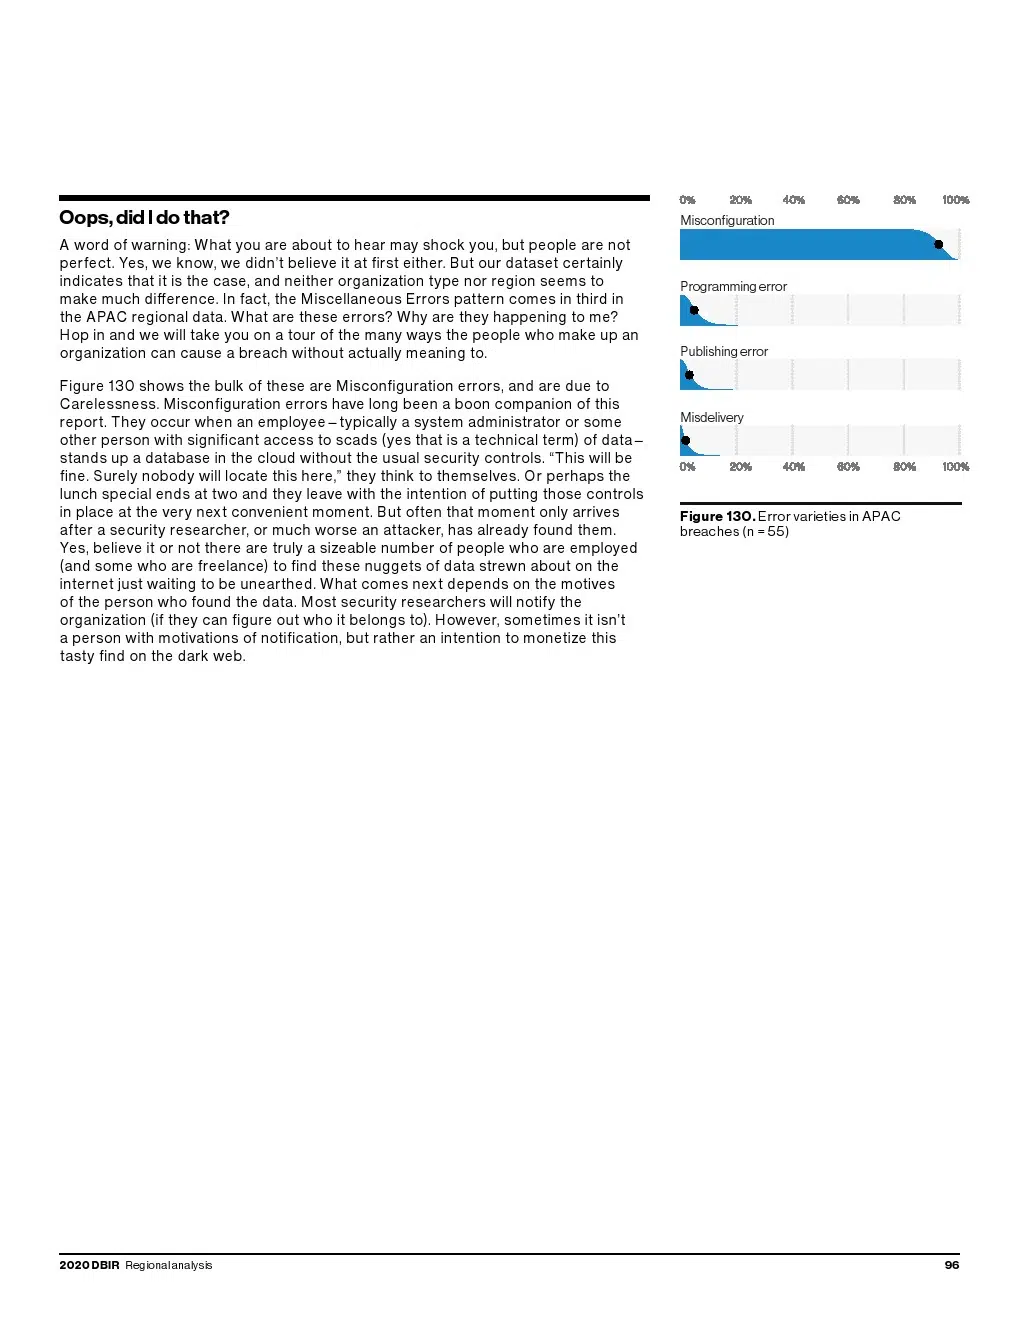 Oops, did I do that?
A word of warning: What you are about to hear may shock you, but people are not
perfect. Yes, we know, we didn’t believe it at first either. But our dataset certainly
indicates that it is the case, and neither organization type nor region seems to
make much difference. In fact, the Miscellaneous Errors pattern comes in third in
the APAC regional data. What are these errors? Why are they happening to me?
Hop in and we will take you on a tour of the many ways the people who make up an
organization can cause a breach without actually meaning to.
Figure 130 shows the bulk of these are Misconfiguration errors, and are due to
Carelessness. Misconfiguration errors have long been a boon companion of this
report. They occur when an employee—typically a system administrator or some
other person with significant access to scads (yes that is a technical term) of data—
stands up a database in the cloud without the usual security controls. “This will be
fine. Surely nobody will locate this here,” they think to themselves. Or perhaps the
lunch special ends at two and they leave with the intention of putting those controls
in place at the very next convenient moment. But often that moment only arrives
after a security researcher, or much worse an attacker, has already found them.
Yes, believe it or not there are truly a sizeable number of people who are employed
(and some who are freelance) to find these nuggets of data strewn about on the
internet just waiting to be unearthed. What comes next depends on the motives
of the person who found the data. Most security researchers will notify the
organization (if they can figure out who it belongs to). However, sometimes it isn’t
a person with motivations of notification, but rather an intention to monetize this
tasty find on the dark web.
0% 20% 40% 60% 80% 100%
Misconfiguration
Programming error
Publishing error
Misdelivery
0% 20% 40% 60% 80% 100%
Figure 130. Error varieties in APAC
breaches (n = 55)
2020 DBIR Regional analysis
96